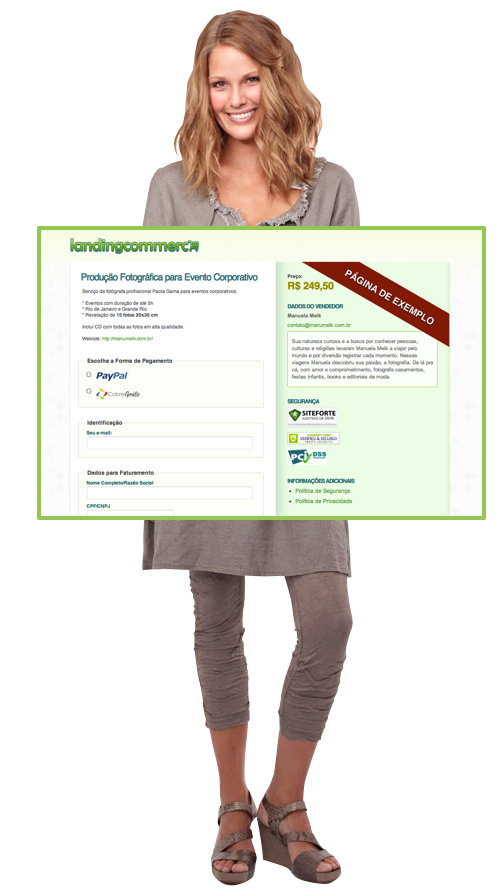 landingcommerc
Produção Fotográfica para Evento Corporativo
Serviço da fotógrafa profissional Paola Gama para eventos corporativos.
* Eventos com duração de até 5h
* Rio de Janeiro e Grande Rio
* Revelação de 10 fotos 20x30 cm
Inclui CD com todas as fotos em alta qualidade.
Website: http://manumelk.com.br/
Escolha a Forma de Pagamento
PayPal
CobreGrátis
Identificação
Seu e-mail:
Dados para Faturamento
Nome Completo/Razão Social
CPF/CNPJ
PÁGINA DE EXEMPLO
Preço:
R$ 249,50
DADOS DO VENDEDOR
Manuela Melk
contato@manumelk.com.br
Sua natureza curiosa e a busca por conhecer pessoas,
culturas e religiões levaram Manuela Melk a viajar pelo
mundo e por diversão registrar cada momento. Nessas
viagens Manuela descobriu sua paixão, a fotografia. De lá pra
cá, com amor e comprometimento, fotografa casamentos,
festas infantis, books e editoriais de moda.
SEGURANÇA
SITEFORTE
VERIFIED & SECURED
PCI DSS
INFORMAÇÕES ADICIONAIS
• Política de Segurança
• Política de Privacidade